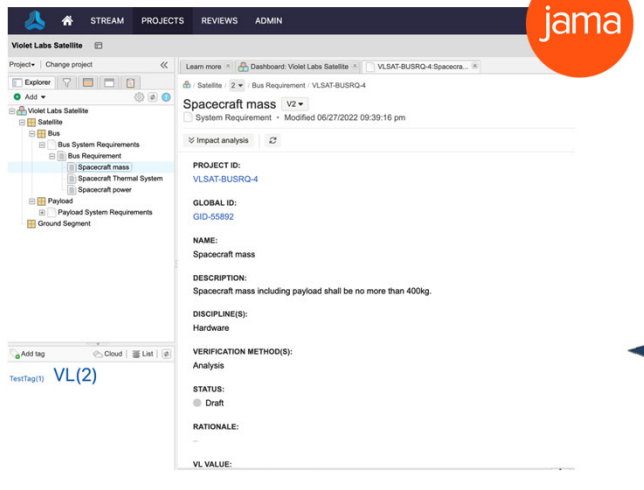 STREAM PROJECTS REVIEWS ADMIN
jama
Violet Labs Satellite
Project Change project
Learn more Dashboard: Violet Labs Satellite VLSAT-BUSRQ-4:Spacecra...
Explorer
Add
/ Satellite / 2 / Bus Requirement / VLSAT-BUSRQ-4
Violet Labs Satellite
Satellite
Bus
Bus System Requirements
Bus Requirement
Spacecraft mass
Spacecraft Thermal System
Spacecraft power
Payload
Payload System Requirements
Ground Segment
Spacecraft mass V2
System Requirement • Modified 06/27/2022 09:39:16 pm
Impact analysis
PROJECT ID:
VLSAT-BUSRQ-4
GLOBAL ID:
GID-55892
NAME:
Spacecraft mass
DESCRIPTION:
Spacecraft mass including payload shall be no more than 400kg.
DISCIPLINE(S):
Hardware
VERIFICATION METHOD(S):
Analysis
STATUS:
Draft
RATIONALE:
--
VL VALUE:
Add tag Cloud List
TestTag(1) VL(2)